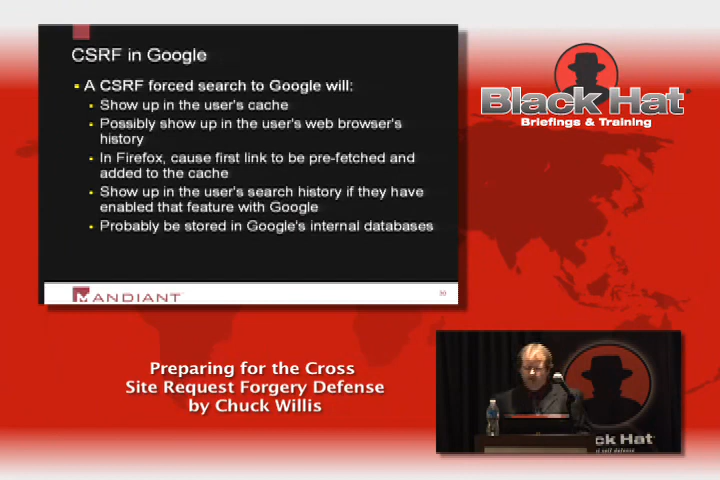 CSRF in Google
A CSRF forced search to Google will:
Show up in the user's cache
Possibly show up in the user's web browser's
history
In Firefox, cause first link to be pre-fetched and
added to the cache
Show up in the user's search history if they have
enabled that feature with Google
Probably be stored in Google's internal databases
MANDIANT
30
Black Hat
Briefings & Training
Preparing for the Cross
Site Request Forgery Defense
by Chuck Willis
ck Hat
self defense